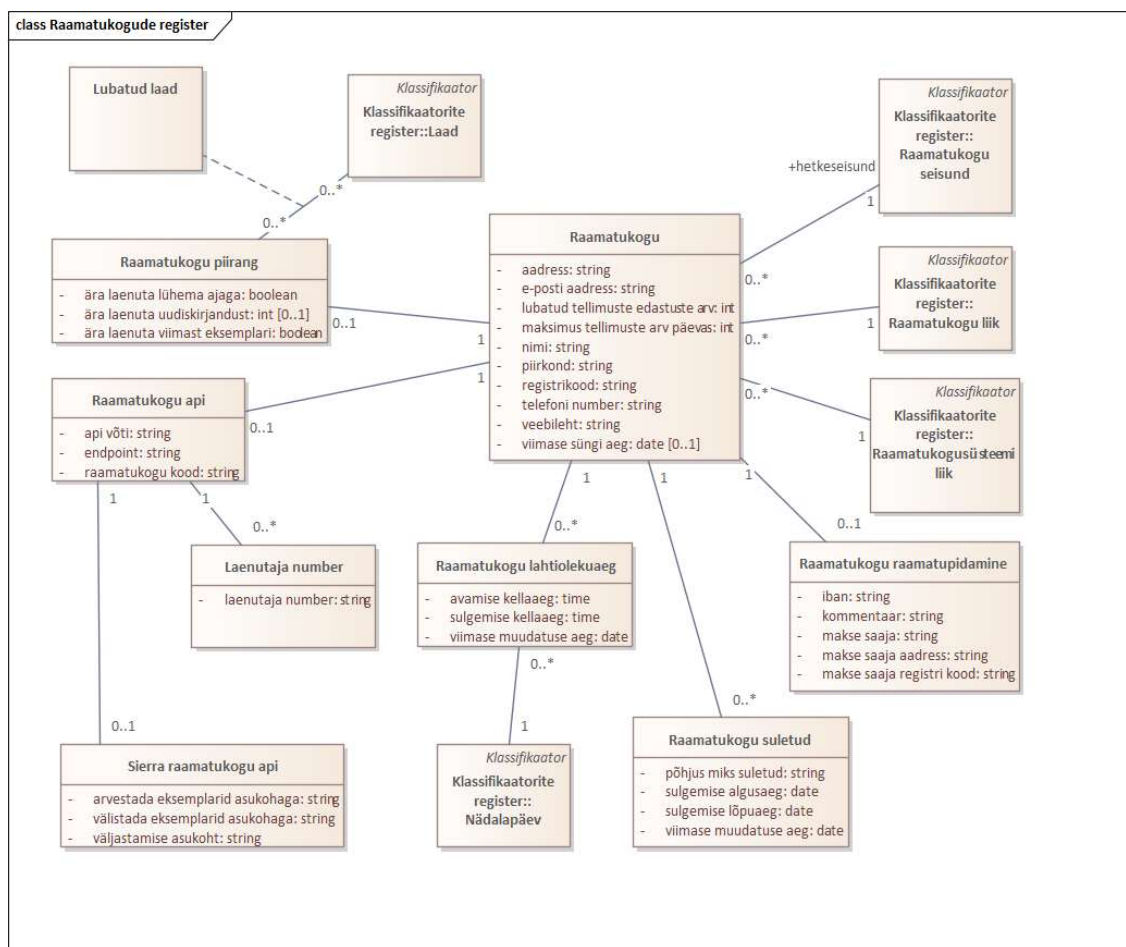 class Raamatukogude register
Lubatud laad
Klassifikaator
Klassifikaatorite
register::Laad
0..*
0..*
Klassifikaator
Klassifikaatorite
register::
Raamatukogu
seisund
+hetkeseisund
1
0..*
Raamatukogu piirang
- ära laenuta lühema ajaga: boolean
- ära laenuta uudiskirjandust: int [0..1]
- ära laenuta viimast eksemplari: boolean
0..1
1
Raamatukogu
- aadress: string
- e-posti aadress: string
- lubatud tellimuste edastuste arv: int
- maksimus tellimuste arv päevas: int
- nimi: string
- piirkond: string
- registrikood: string
- telefoni number: string
- veebileht: string
- viimase süngi aeg: date [0..1]
Klassifikaator
Klassifikaatorite
register::
Raamatukogu liik
1
0..*
Raamatukogu api
- api võti: string
- endpoint: string
- raamatukogu kood: string
1
0..1
Klassifikaator
Klassifikaatorite
register::
Raamatukogusüsteemi
liik
0..*
1
1
1
0..*
Laenutaja number
- laenutaja number: string
1
0..*
Raamatukogu lahtiolekuaeg
- avamise kellaaeg: time
- sulgemise kellaaeg: time
- viimase muudatuse aeg: date
1
1
0..1
Raamatukogu raamatupidamine
- iban: string
- kommentaar: string
- makse saaja: string
- makse saaja aadress: string
- makse saaja registri kood: string
0..*
1
0..*
0..1
Sierra raamatukogu api
- arvestada eksemplarid asukohaga: string
- välistada eksemplarid asukohaga: string
- väljastamise asukoht: string
Klassifikaator
Klassifikaatorite
register::
Nädalapäev
Raamatukogu suletud
- põhjus miks suletud: string
- sulgemise algusaeg: date
- sulgemise lõpuaeg: date
- viimase muudatuse aeg: date